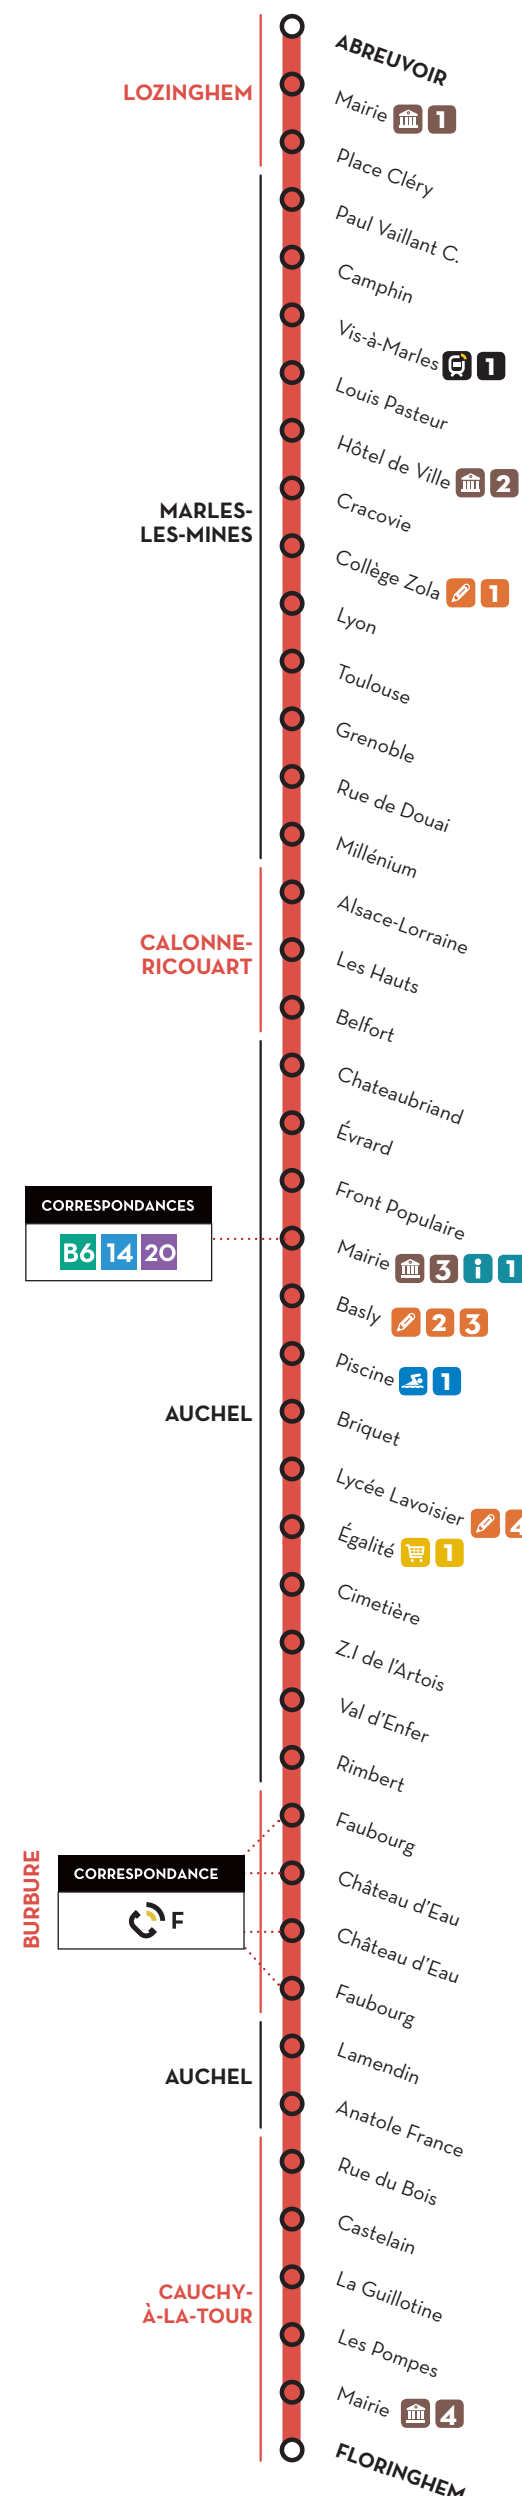 ABREUVOIR
LOZINGHEM
Mairie 1
Place Cléry
Paul Vaillant C.
Camphin
Vis-à-Marles 1
Louis Pasteur
Hôtel de Ville 2
MARLES-
LES-MINES
Cracovie
Collège Zola 1
Lyon
Toulouse
Grenoble
Rue de Douai
Millénium
Alsace-Lorraine
CALONNE-
RICOUART
Les Hauts
Belfort
Chateaubriand
Évrard
Front Populaire
CORRESPONDANCES
B6 14 20
Mairie 3 i 1
Basly 2 3
Piscine 1
AUCHEL
Briquet
Lycée Lavoisier 4
Égalité 1
Cimetière
Z.I de l'Artois
Val d'Enfer
Rimbert
BURBURE
Faubourg
CORRESPONDANCE
F
Château d'Eau
Château d'Eau
Faubourg
AUCHEL
Lamendin
Anatole France
Rue du Bois
Castelain
CAUCHY-
À-LA-TOUR
La Guillotine
Les Pompes
Mairie 4
FLORINGHEM